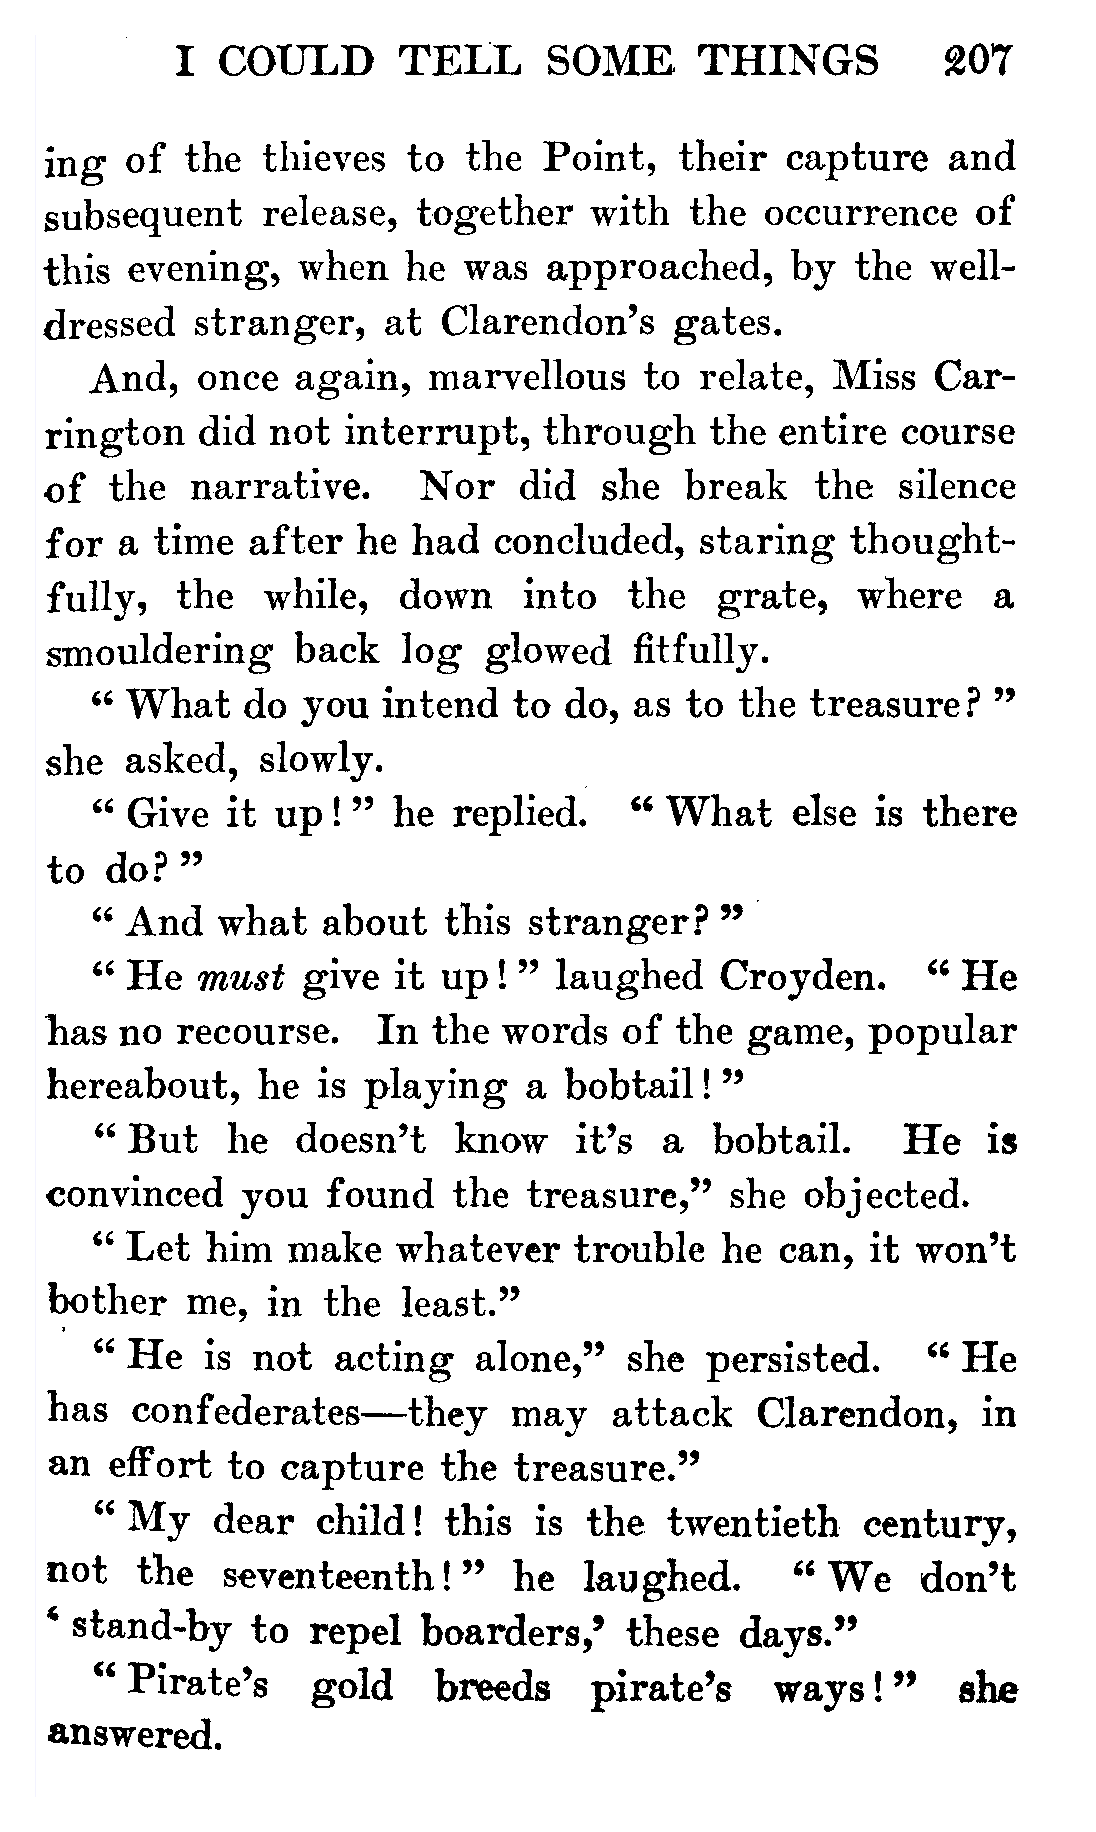 I COULD TELL SOME THINGS 207
ing of the thieves to the Point, their capture and
subsequent release, together with the occurrence of
this evening, when he was approached, by the well-
dressed stranger, at Clarendon's gates.
And, once again, marvellous to relate, Miss Car-
rington did not interrupt, through the entire course
of the narrative. Nor did she break the silence
for a time after he had concluded, staring thought-
fully, the while, down into the grate, where a
smouldering back log glowed fitfully.
“ What do you intend to do, as to the treasure? ”
she asked, slowly.
“ Give it up! ” he replied. “ What else is there
to do? ”
“ And what about this stranger? ”
“ He must give it up! ” laughed Croyden. “ He
has no recourse. In the words of the game, popular
hereabout, he is playing a bobtail! ”
“ But he doesn't know it's a bobtail. He is
convinced you found the treasure,” she objected.
“ Let him make whatever trouble he can, it won't
bother me, in the least.”
“ He is not acting alone,” she persisted. “ He
has confederates—they may attack Clarendon, in
an effort to capture the treasure.”
“ My dear child! this is the twentieth century,
not the seventeenth! ” he laughed. “ We don't
‘ stand-by to repel boarders,’ these days.”
“ Pirate's gold breeds pirate's ways! ” she
answered.